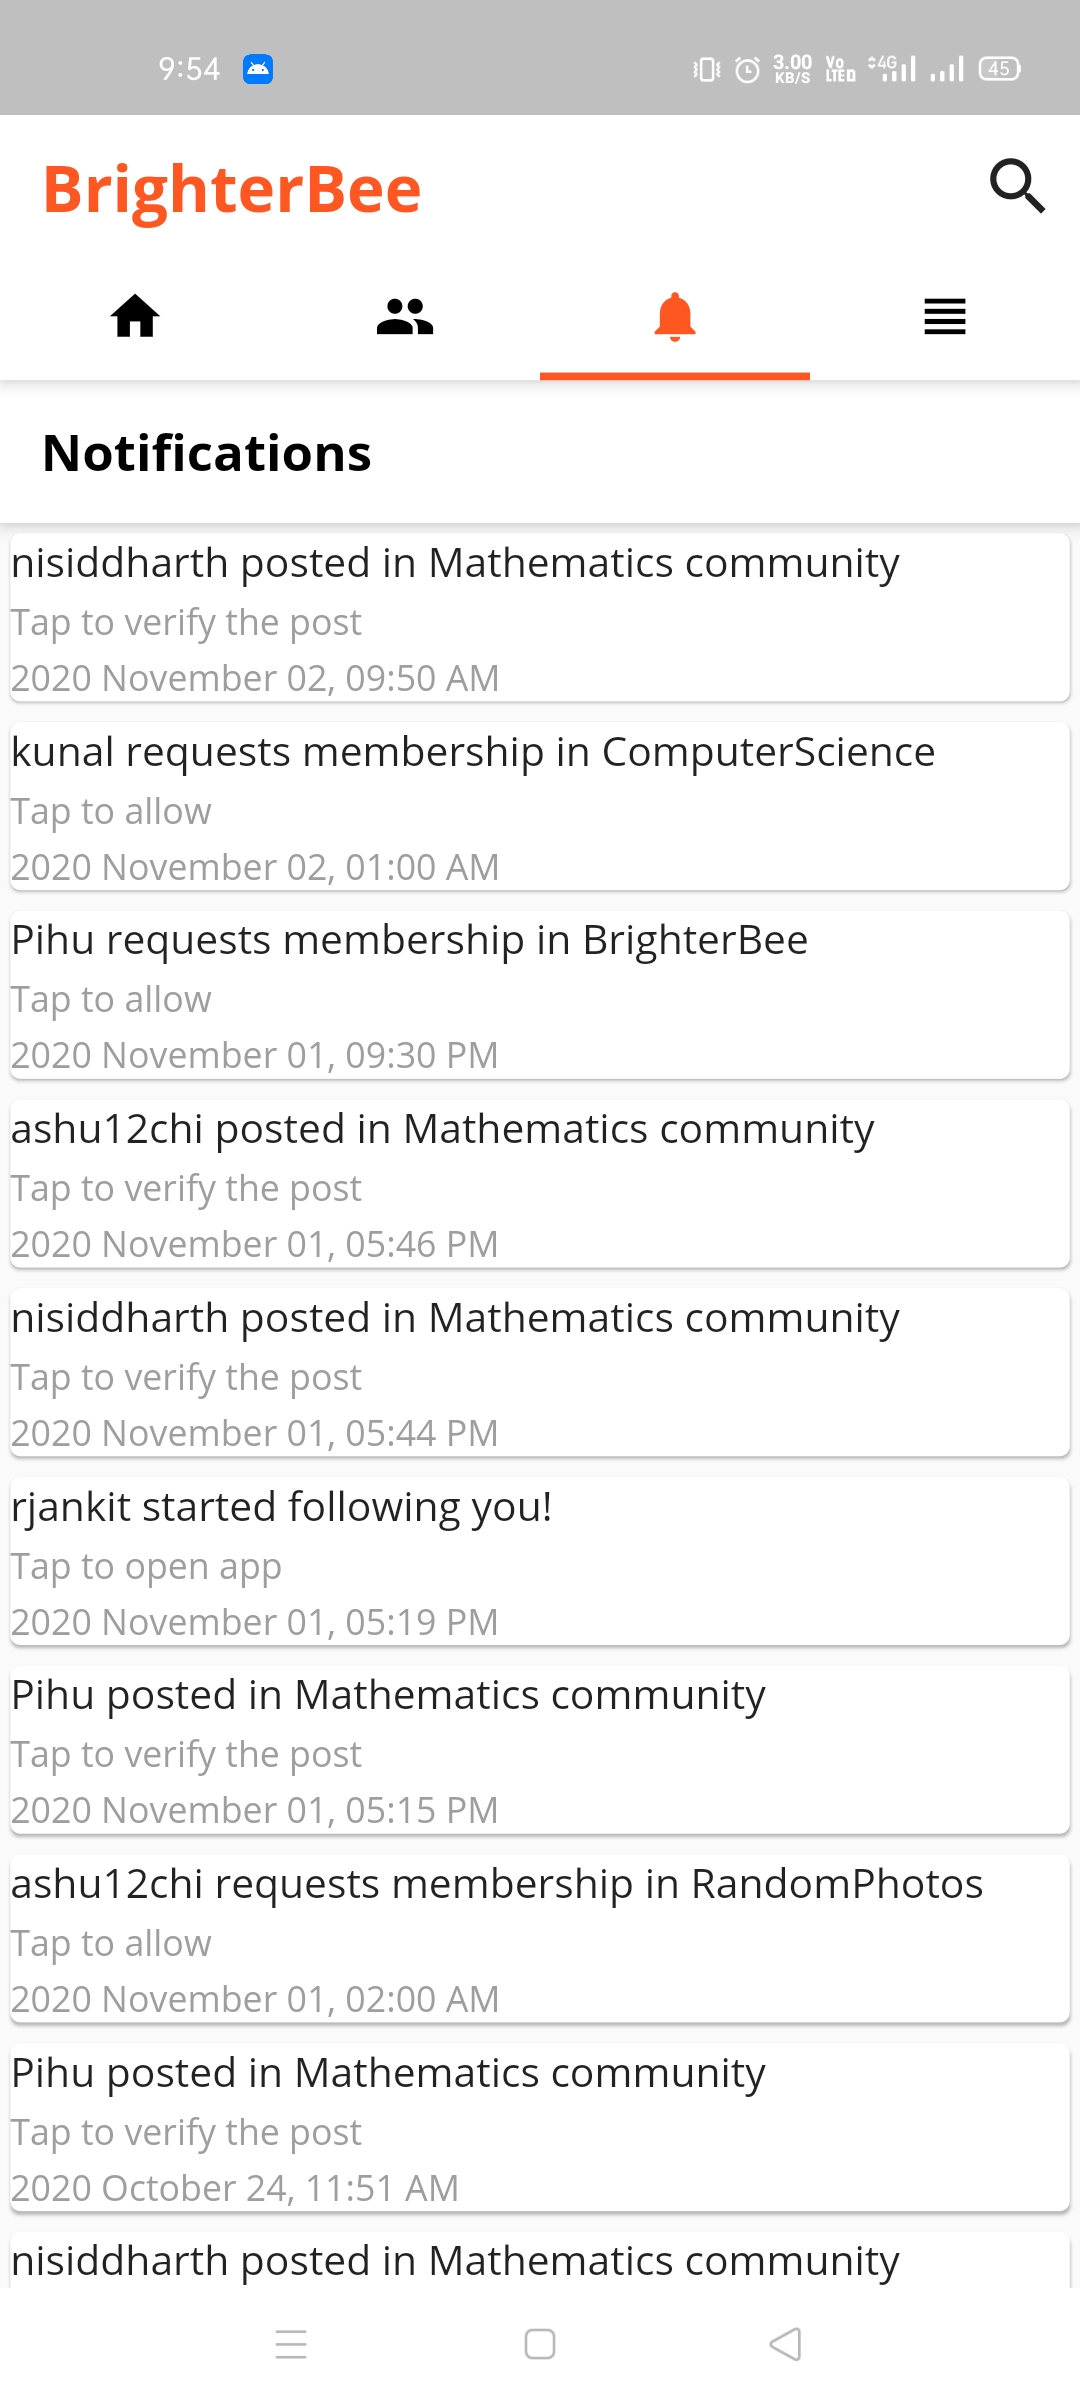 9:54
3.00
KB/S
Vo
LTED
4G
45
BrighterBee
Notifications
nisiddharth posted in Mathematics community
Tap to verify the post
2020 November 02, 09:50 AM
kunal requests membership in ComputerScience
Tap to allow
2020 November 02, 01:00 AM
Pihu requests membership in BrighterBee
Tap to allow
2020 November 01, 09:30 PM
ashu12chi posted in Mathematics community
Tap to verify the post
2020 November 01, 05:46 PM
nisiddharth posted in Mathematics community
Tap to verify the post
2020 November 01, 05:44 PM
rjankit started following you!
Tap to open app
2020 November 01, 05:19 PM
Pihu posted in Mathematics community
Tap to verify the post
2020 November 01, 05:15 PM
ashu12chi requests membership in RandomPhotos
Tap to allow
2020 November 01, 02:00 AM
Pihu posted in Mathematics community
Tap to verify the post
2020 October 24, 11:51 AM
nisiddharth posted in Mathematics community